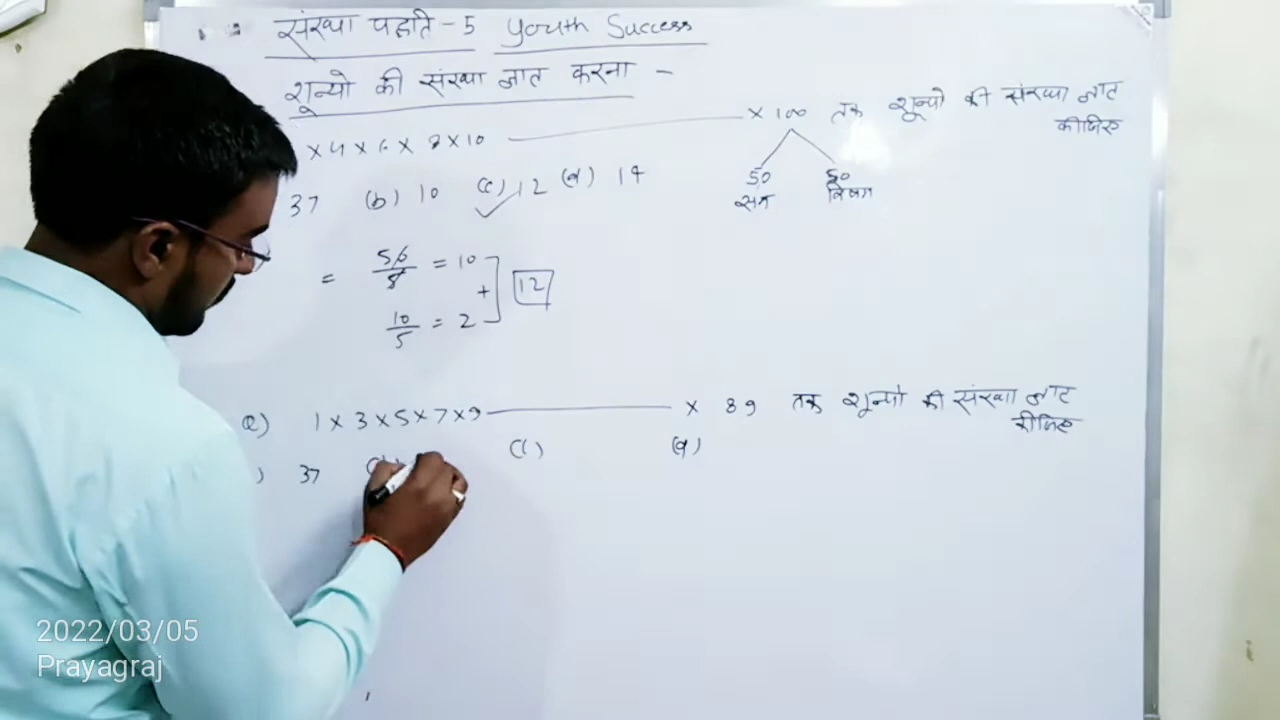 संख्या पद्धति - 5 Youth Success
शून्यो की संख्या ज्ञात करना -
× 4 × 6 × 8 × 10 ——— × 100 तक शून्यो की संख्या ज्ञात कीजिए
50 सम 50 विषम
37 (b) 10 (c) 12 (d) 14
= 50/5 = 10
+ 12
10/5 = 2
Q) 1 × 3 × 5 × 7 × 9 ——— × 89 तक शून्यो की संख्या ज्ञात कीजिए
) 37 (b) (c) (d)
2022/03/05
Prayagraj